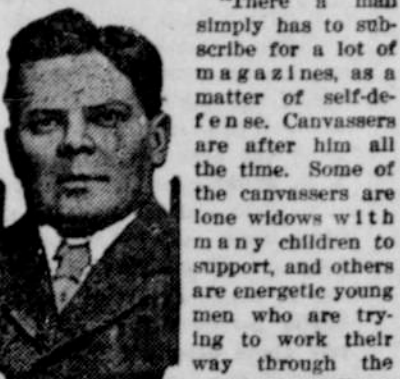 "There a man
simply has to sub-
scribe for a lot of
magazines, as a
matter of self-de-
fense. Canvassers
are after him all
the time. Some of
the canvassers are
lone widows with
many children to
support, and others
are energetic young
men who are try-
ing to work their
way through the